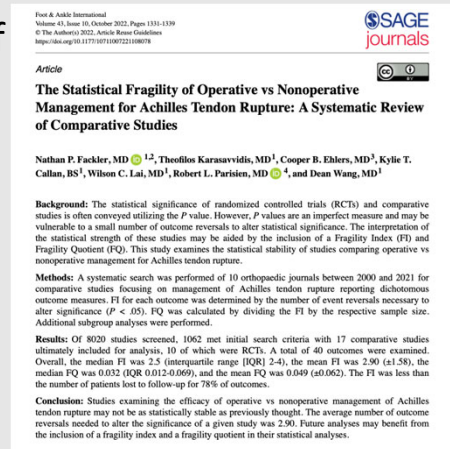 f
Foot & Ankle International
Volume 43, Issue 10, October 2022, Pages 1331-1339
© The Author(s) 2022, Article Reuse Guidelines
https://doi.org/10.1177/10711007221108078
SAGE
journals
Article
cc
The Statistical Fragility of Operative vs Nonoperative
Management for Achilles Tendon Rupture: A Systematic Review
of Comparative Studies
Nathan P. Fackler, MD iD 1,2, Theofilos Karasavvidis, MD1, Cooper B. Ehlers, MD3, Kylie T.
Callan, BS1, Wilson C. Lai, MD1, Robert L. Parisien, MD iD 4, and Dean Wang, MD1
Background: The statistical significance of randomized controlled trials (RCTs) and comparative
studies is often conveyed utilizing the P value. However, P values are an imperfect measure and may be
vulnerable to a small number of outcome reversals to alter statistical significance. The interpretation of
the statistical strength of these studies may be aided by the inclusion of a Fragility Index (FI) and
Fragility Quotient (FQ). This study examines the statistical stability of studies comparing operative vs
nonoperative management for Achilles tendon rupture.
Methods: A systematic search was performed of 10 orthopaedic journals between 2000 and 2021 for
comparative studies focusing on management of Achilles tendon rupture reporting dichotomous
outcome measures. FI for each outcome was determined by the number of event reversals necessary to
alter significance (P < .05). FQ was calculated by dividing the FI by the respective sample size.
Additional subgroup analyses were performed.
Results: Of 8020 studies screened, 1062 met initial search criteria with 17 comparative studies
ultimately included for analysis, 10 of which were RCTs. A total of 40 outcomes were examined.
Overall, the median FI was 2.5 (interquartile range [IQR] 2-4), the mean FI was 2.90 (±1.58), the
median FQ was 0.032 (IQR 0.012-0.069), and the mean FQ was 0.049 (±0.062). The FI was less than
the number of patients lost to follow-up for 78% of outcomes.
Conclusion: Studies examining the efficacy of operative vs nonoperative management of Achilles
tendon rupture may not be as statistically stable as previously thought. The average number of outcome
reversals needed to alter the significance of a given study was 2.90. Future analyses may benefit from
the inclusion of a fragility index and a fragility quotient in their statistical analyses.